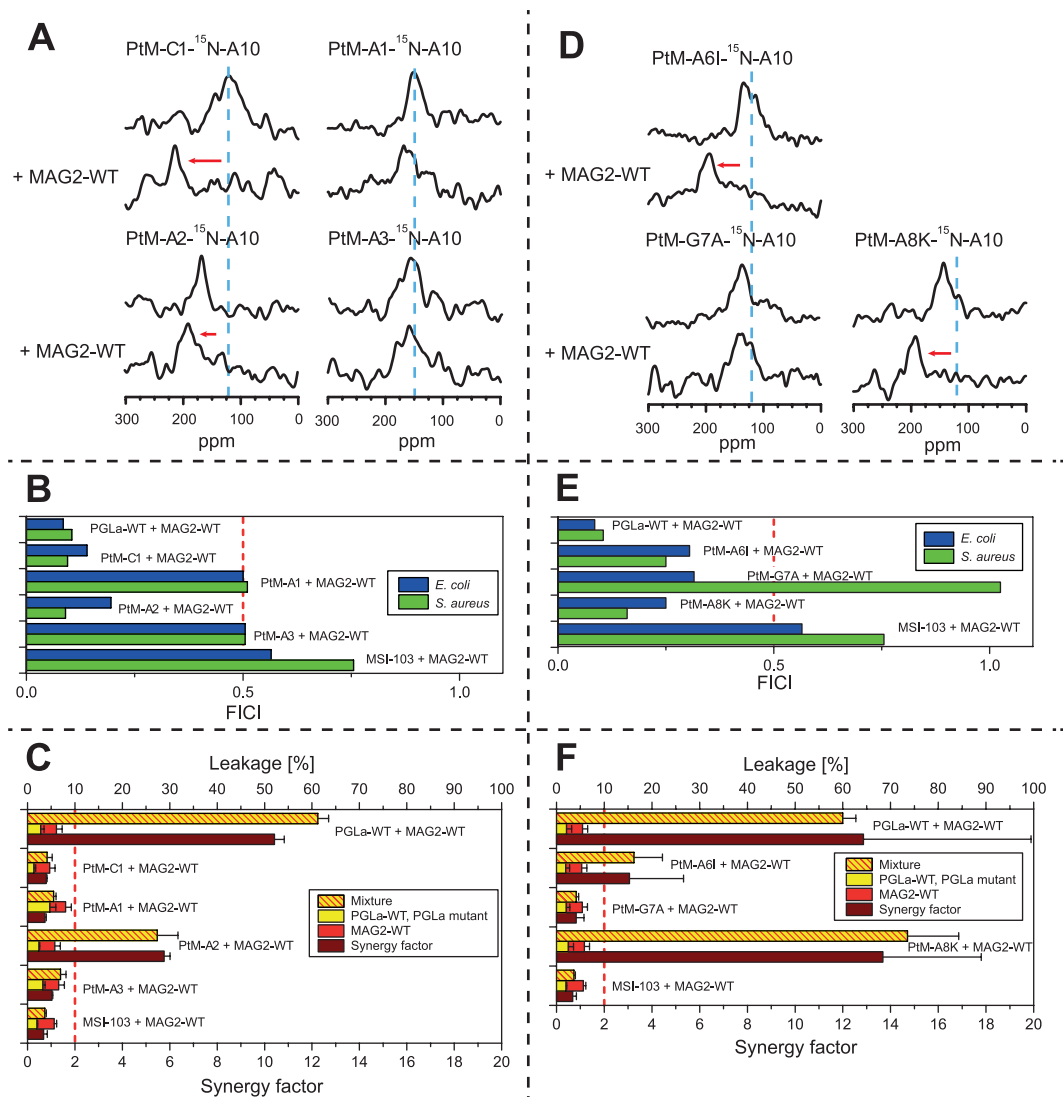 A
PtM-C1-¹⁵N-A10
PtM-A1-¹⁵N-A10
+ MAG2-WT
PtM-A2-¹⁵N-A10
PtM-A3-¹⁵N-A10
+ MAG2-WT
300 200 100 0
ppm
300 200 100 0
ppm
D
PtM-A6I-¹⁵N-A10
+ MAG2-WT
PtM-G7A-¹⁵N-A10
PtM-A8K-¹⁵N-A10
+ MAG2-WT
300 200 100 0
ppm
300 200 100 0
ppm
B
PGLa-WT + MAG2-WT
PtM-C1 + MAG2-WT
PtM-A1 + MAG2-WT
PtM-A2 + MAG2-WT
PtM-A3 + MAG2-WT
MSI-103 + MAG2-WT
E. coli
S. aureus
0.0 0.5 1.0
FICI
E
PGLa-WT + MAG2-WT
PtM-A6I + MAG2-WT
PtM-G7A + MAG2-WT
PtM-A8K + MAG2-WT
MSI-103 + MAG2-WT
E. coli
S. aureus
0.0 0.5 1.0
FICI
C
Leakage [%]
0 10 20 30 40 50 60 70 80 90 100
PGLa-WT + MAG2-WT
PtM-C1 + MAG2-WT
PtM-A1 + MAG2-WT
PtM-A2 + MAG2-WT
PtM-A3 + MAG2-WT
MSI-103 + MAG2-WT
Mixture
PGLa-WT, PGLa mutant
MAG2-WT
Synergy factor
0 2 4 6 8 10 12 14 16 18 20
Synergy factor
F
Leakage [%]
0 10 20 30 40 50 60 70 80 90 100
PGLa-WT + MAG2-WT
PtM-A6I + MAG2-WT
PtM-G7A + MAG2-WT
PtM-A8K + MAG2-WT
MSI-103 + MAG2-WT
Mixture
PGLa-WT, PGLa mutant
MAG2-WT
Synergy factor
0 2 4 6 8 10 12 14 16 18 20
Synergy factor